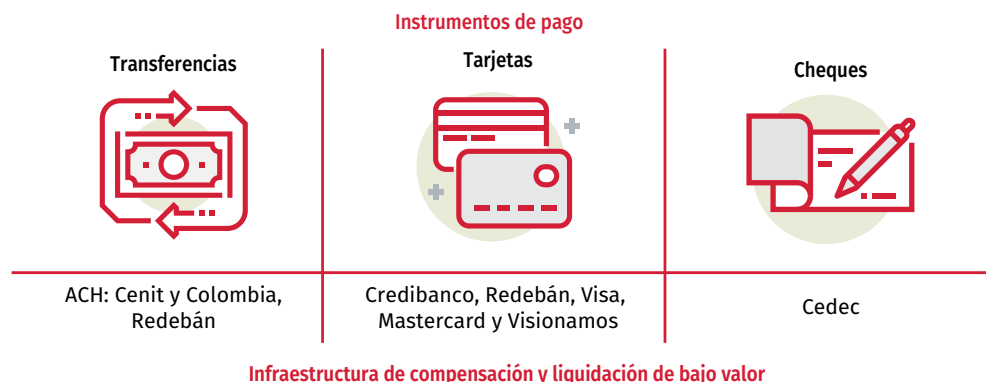 Instrumentos de pago
Transferencias
Tarjetas
Cheques
ACH: Cenit y Colombia,
Redebán
Credibanco, Redebán, Visa,
Mastercard y Visionamos
Cedec
Infraestructura de compensación y liquidación de bajo valor